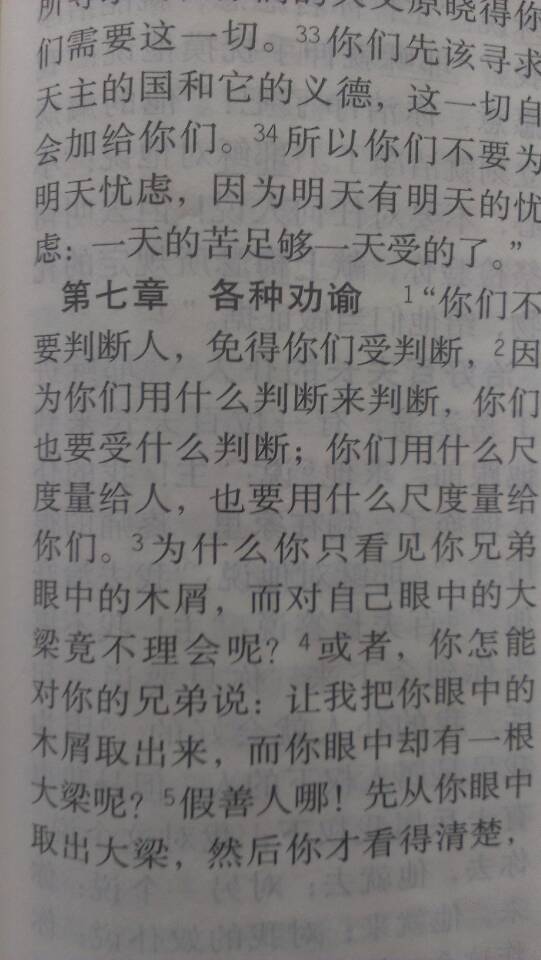 们需要这一切。33你们先该寻求
天主的国和它的义德，这一切自
会加给你们。34所以你们不要为
明天忧虑，因为明天有明天的忧
虑：一天的苦足够一天受的了。”
第七章　各种劝谕　1“你们不
要判断人，免得你们受判断，2因
为你们用什么判断来判断，你们
也要受什么判断；你们用什么尺
度量给人，也要用什么尺度量给
你们。3为什么你只看见你兄弟
眼中的木屑，而对自己眼中的大
梁竟不理会呢？4或者，你怎能
对你的兄弟说：让我把你眼中的
木屑取出来，而你眼中却有一根
大梁呢？5假善人哪！先从你眼中
取出大梁，然后你才看得清楚，